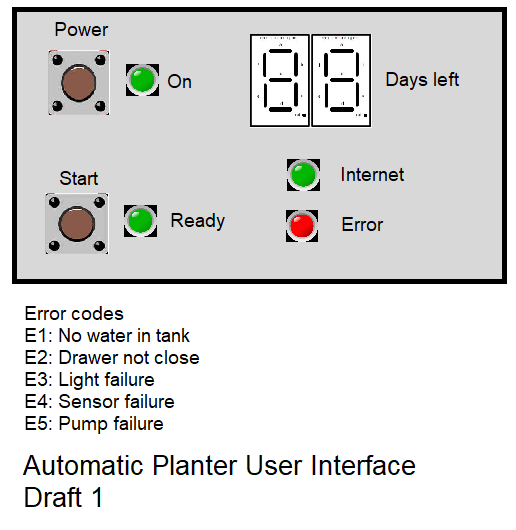 Power
On
Days left
Start
Ready
Internet
Error
Error codes
E1: No water in tank
E2: Drawer not close
E3: Light failure
E4: Sensor failure
E5: Pump failure
Automatic Planter User Interface
Draft 1